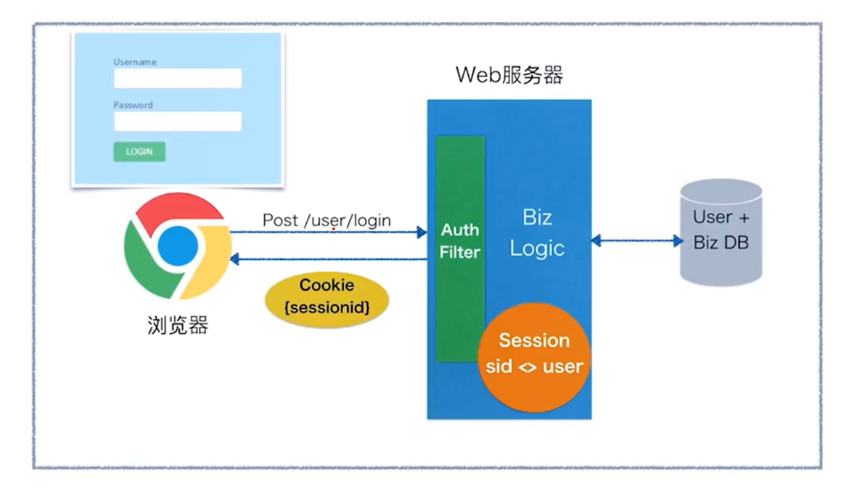 Username
Password
LOGIN
Web服务器
Post /user/login
Cookie
{sessionid}
浏览器
Auth
Filter
Biz
Logic
Session
sid <> user
User +
Biz DB